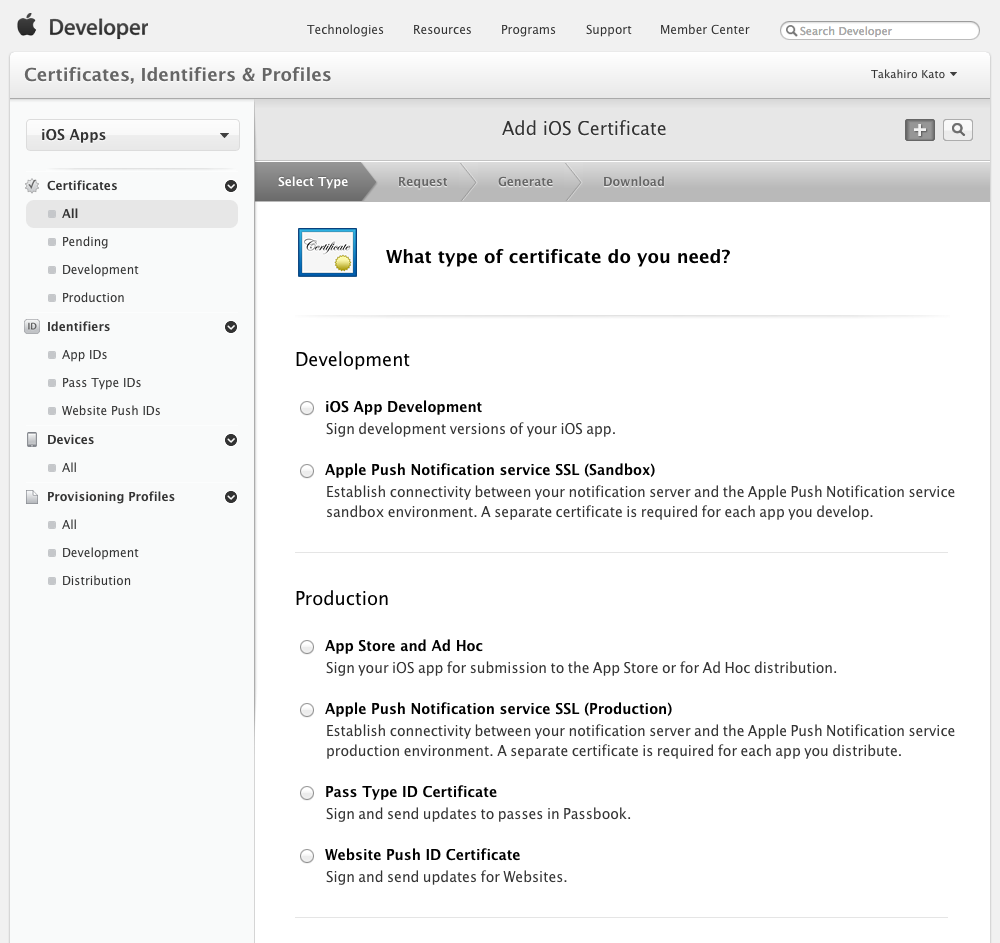 Developer
Technologies
Resources
Programs
Support
Member Center
Search Developer
Certificates, Identifiers & Profiles
Takahiro Kato
iOS Apps
Certificates
All
Pending
Development
Production
ID Identifiers
App IDs
Pass Type IDs
Website Push IDs
Devices
All
Provisioning Profiles
All
Development
Distribution
Add iOS Certificate
Select Type
Request
Generate
Download
Certificate
What type of certificate do you need?
Development
iOS App Development
Sign development versions of your iOS app.
Apple Push Notification service SSL (Sandbox)
Establish connectivity between your notification server and the Apple Push Notification service
sandbox environment. A separate certificate is required for each app you develop.
Production
App Store and Ad Hoc
Sign your iOS app for submission to the App Store or for Ad Hoc distribution.
Apple Push Notification service SSL (Production)
Establish connectivity between your notification server and the Apple Push Notification service
production environment. A separate certificate is required for each app you distribute.
Pass Type ID Certificate
Sign and send updates to passes in Passbook.
Website Push ID Certificate
Sign and send updates for Websites.